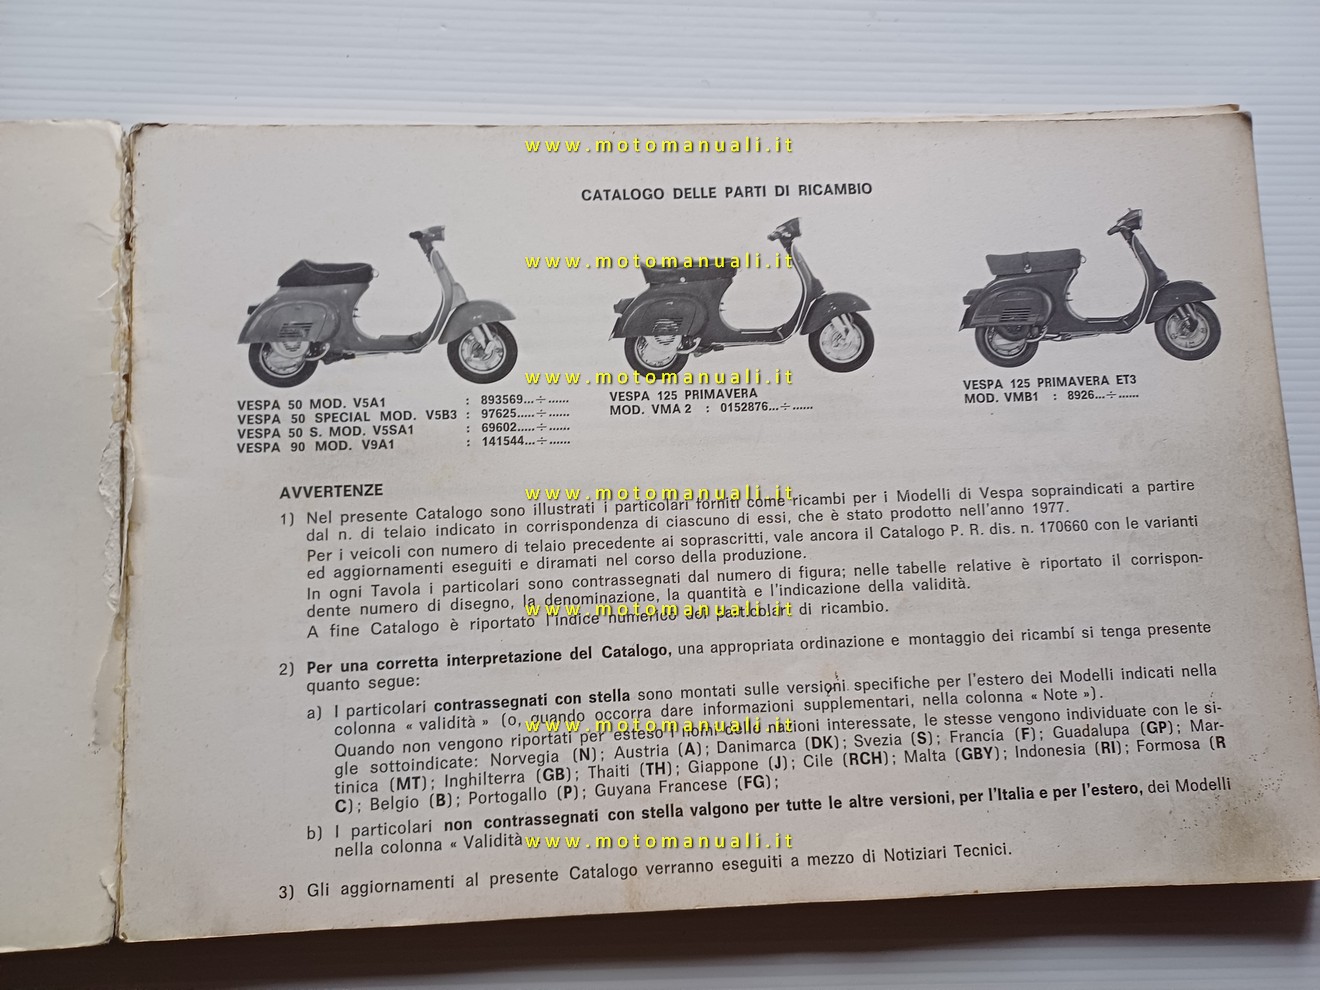 www.motomanuali.it
CATALOGO DELLE PARTI DI RICAMBIO
www.motomanuali.it
www.motomanuali.it
VESPA 50 MOD. V5A1 : 893569...÷......
VESPA 50 SPECIAL MOD. V5B3 : 97625.....÷......
VESPA 50 S. MOD. V5SA1 : 69602.....÷......
VESPA 90 MOD. V9A1 : 141544...÷......
VESPA 125 PRIMAVERA
MOD. VMA 2 : 0152876...÷......
VESPA 125 PRIMAVERA ET3
MOD. VMB1 : 8926...÷......
AVVERTENZE
www.motomanuali.it
1) Nel presente Catalogo sono illustrati i particolari forniti come ricambi per i Modelli di Vespa sopraindicati a partire
dal n. di telaio indicato in corrispondenza di ciascuno di essi, che è stato prodotto nell'anno 1977.
Per i veicoli con numero di telaio precedente ai soprascritti, vale ancora il Catalogo P. R. dis. n. 170660 con le varianti
ed aggiornamenti eseguiti e diramati nel corso della produzione.
In ogni Tavola i particolari sono contrassegnati dal numero di figura; nelle tabelle relative è riportato il corrispon-
dente numero di disegno, la denominazione, la quantità e l'indicazione della validità.
www.motomanuali.it
A fine Catalogo è riportato l'indice numerico dei particolari di ricambio.
2) Per una corretta interpretazione del Catalogo, una appropriata ordinazione e montaggio dei ricambi si tenga presente
quanto segue:
a) I particolari contrassegnati con stella sono montati sulle versioni specifiche per l'estero dei Modelli indicati nella
colonna « validità » (o, quando occorra dare informazioni supplementari, nella colonna « Note »).
www.motomanuali.it
Quando non vengono riportati per esteso i nomi delle nazioni interessate, le stesse vengono individuate con le si-
gle sottoindicate: Norvegia (N); Austria (A); Danimarca (DK); Svezia (S); Francia (F); Guadalupa (GP); Mar-
tinica (MT); Inghilterra (GB); Thaiti (TH); Giappone (J); Cile (RCH); Malta (GBY); Indonesia (RI); Formosa (R
C); Belgio (B); Portogallo (P); Guyana Francese (FG);
b) I particolari non contrassegnati con stella valgono per tutte le altre versioni, per l'Italia e per l'estero, dei Modelli
nella colonna « Validità
www.motomanuali.it
3) Gli aggiornamenti al presente Catalogo verranno eseguiti a mezzo di Notiziari Tecnici.